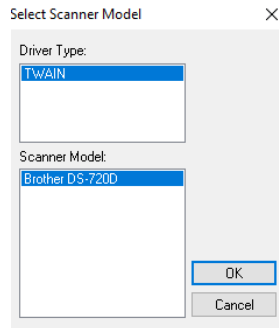 Select Scanner Model
Driver Type:
TWAIN
Scanner Model:
Brother DS-720D
OK
Cancel